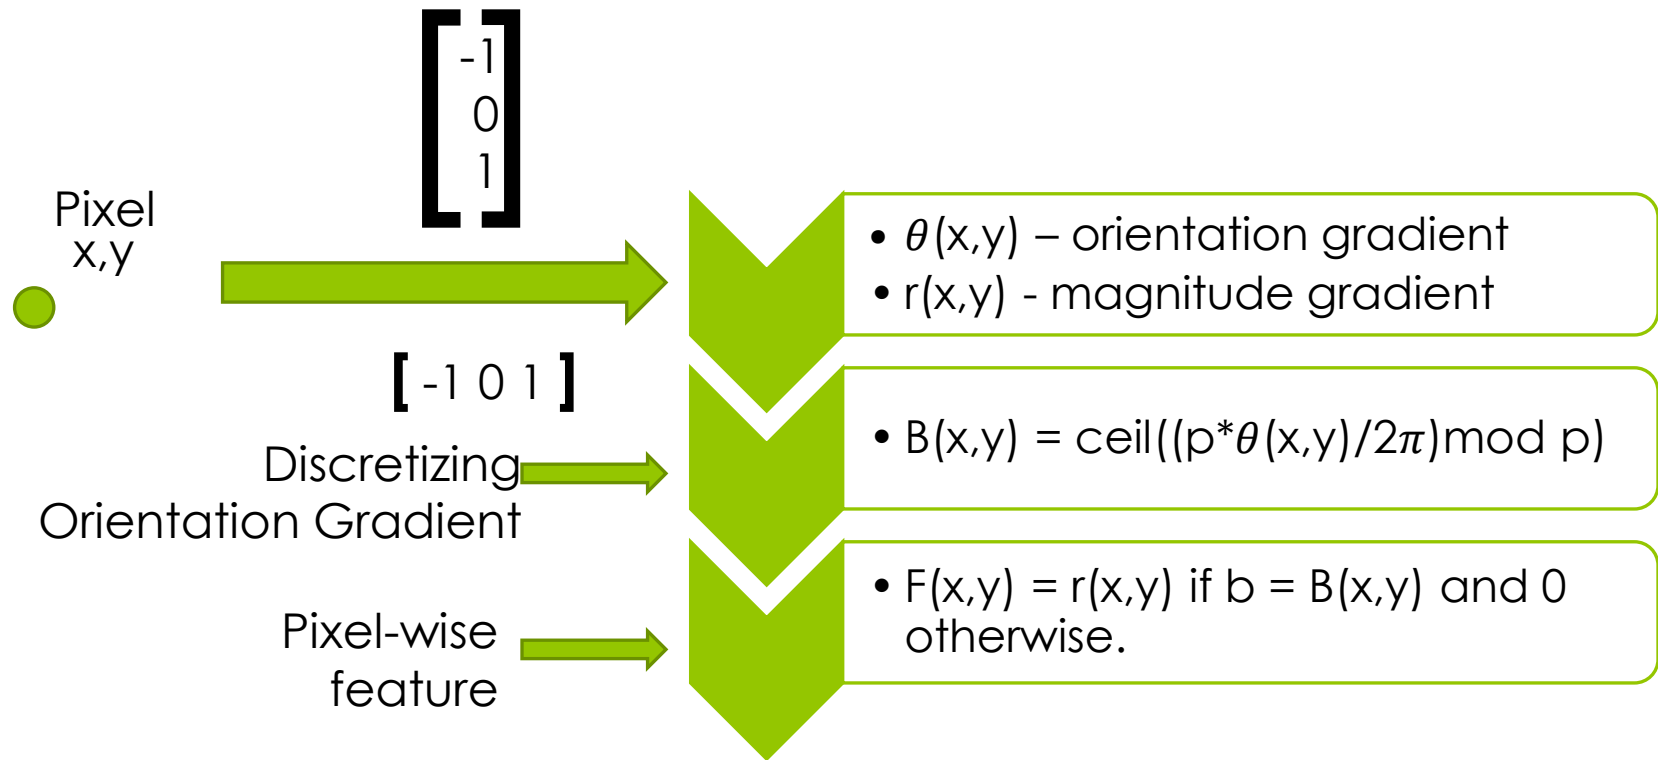 [ -1
0
1 ]
Pixel
x,y
• 𝜃(x,y) – orientation gradient
• r(x,y) - magnitude gradient
[ -1 0 1 ]
Discretizing
Orientation Gradient
• B(x,y) = ceil((p*𝜃(x,y)/2𝜋)mod p)
Pixel-wise
feature
• F(x,y) = r(x,y) if b = B(x,y) and 0
otherwise.